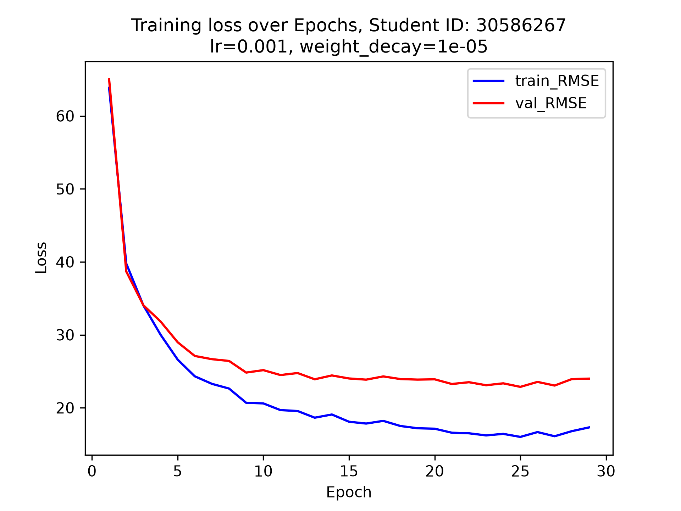 Training loss over Epochs, Student ID: 30586267
lr=0.001, weight_decay=1e-05
train_RMSE
val_RMSE
Loss
60
50
40
30
20
0 5 10 15 20 25 30
Epoch